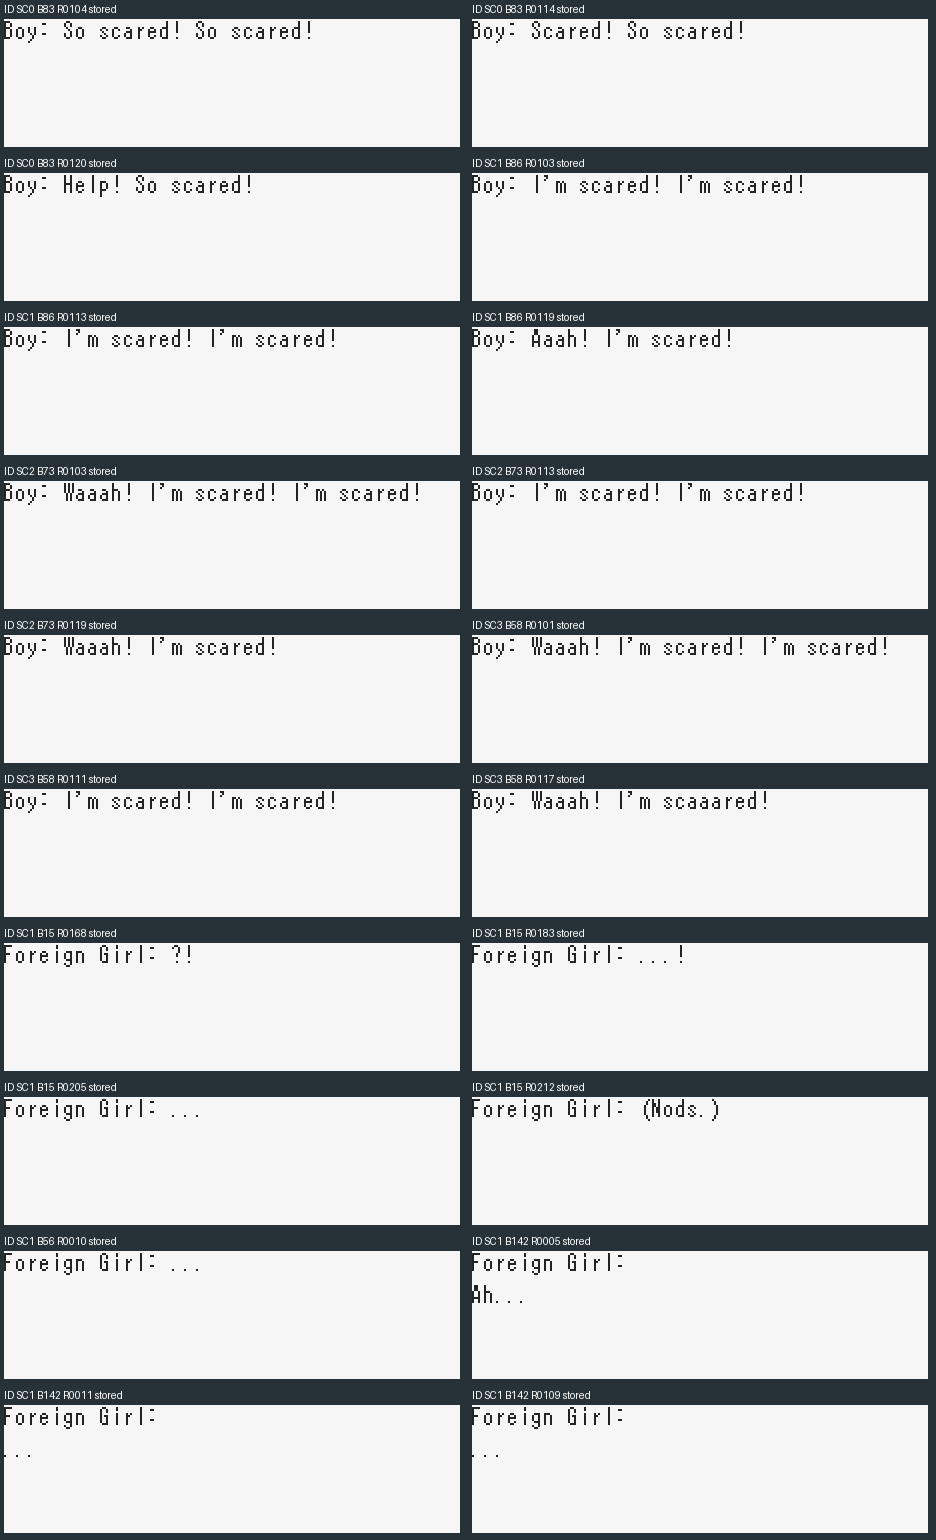 ID SC0 B83 R0104 stored
Boy: So scared! So scared!
ID SC0 B83 R0114 stored
Boy: Scared! So scared!
ID SC0 B83 R0120 stored
Boy: Help! So scared!
ID SC1 B86 R0103 stored
Boy: I'm scared! I'm scared!
ID SC1 B86 R0113 stored
Boy: I'm scared! I'm scared!
ID SC1 B86 R0119 stored
Boy: Aaah! I'm scared!
ID SC2 B73 R0103 stored
Boy: Waaah! I'm scared! I'm scared!
ID SC2 B73 R0113 stored
Boy: I'm scared! I'm scared!
ID SC2 B73 R0119 stored
Boy: Waaah! I'm scared!
ID SC3 B58 R0101 stored
Boy: Waaah! I'm scared! I'm scared!
ID SC3 B58 R0111 stored
Boy: I'm scared! I'm scared!
ID SC3 B58 R0117 stored
Boy: Waaah! I'm scaaared!
ID SC1 B15 R0168 stored
Foreign Girl: ?!
ID SC1 B15 R0183 stored
Foreign Girl: ...!
ID SC1 B15 R0205 stored
Foreign Girl: ...
ID SC1 B15 R0212 stored
Foreign Girl: (Nods.)
ID SC1 B56 R0010 stored
Foreign Girl: ...
ID SC1 B142 R0005 stored
Foreign Girl:
Ah...
ID SC1 B142 R0011 stored
Foreign Girl:
...
ID SC1 B142 R0109 stored
Foreign Girl:
...